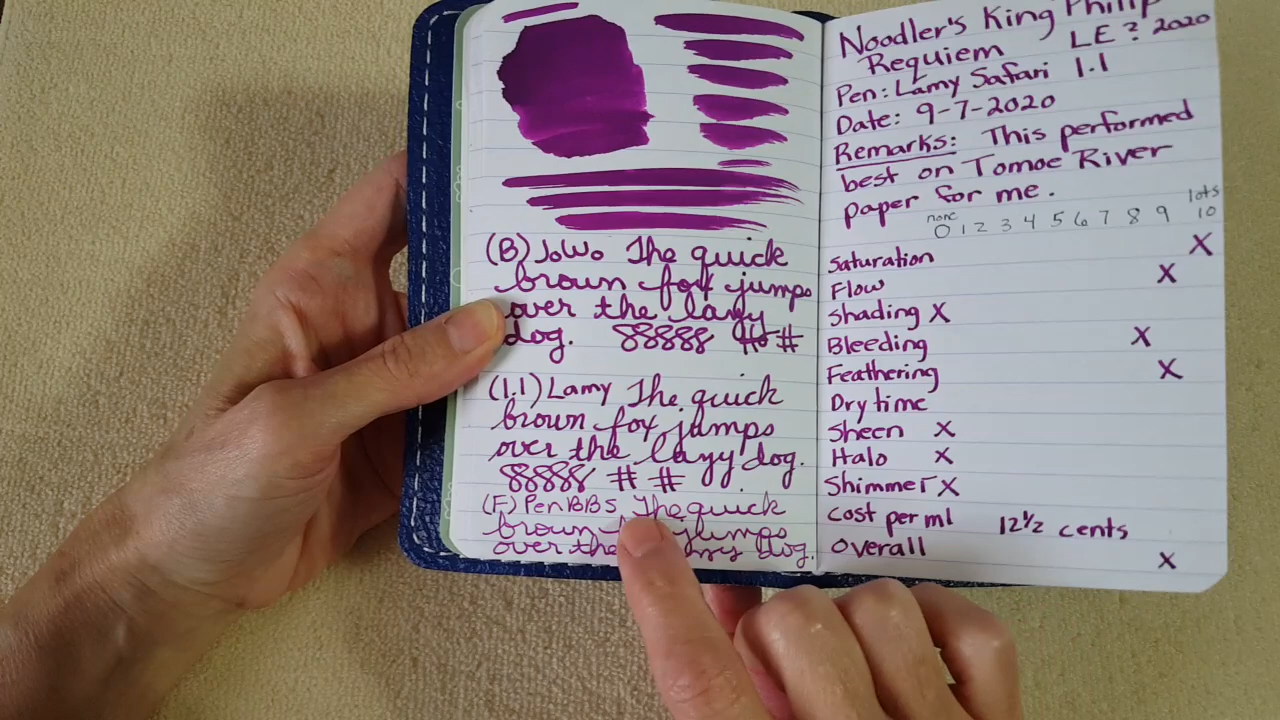 (B) JoWo The quick
brown fox jumps
over the lazy
dog. 88888 # #
(1.1) Lamy The quick
brown fox jumps
over the lazy dog.
88888 # #
(F) PenBBs The quick
brown jumps
over the lazy dog.
Noodler's King Philip
Requiem LE ? 2020
Pen: Lamy Safari 1.1
Date: 9-7-2020
Remarks: This performed
best on Tomoe River
paper for me.
none lots
0 1 2 3 4 5 6 7 8 9 10
Saturation X
Flow X
Shading X
Bleeding X
Feathering X
Dry time
Sheen X
Halo X
Shimmer X
Cost per ml 12½ cents
Overall X